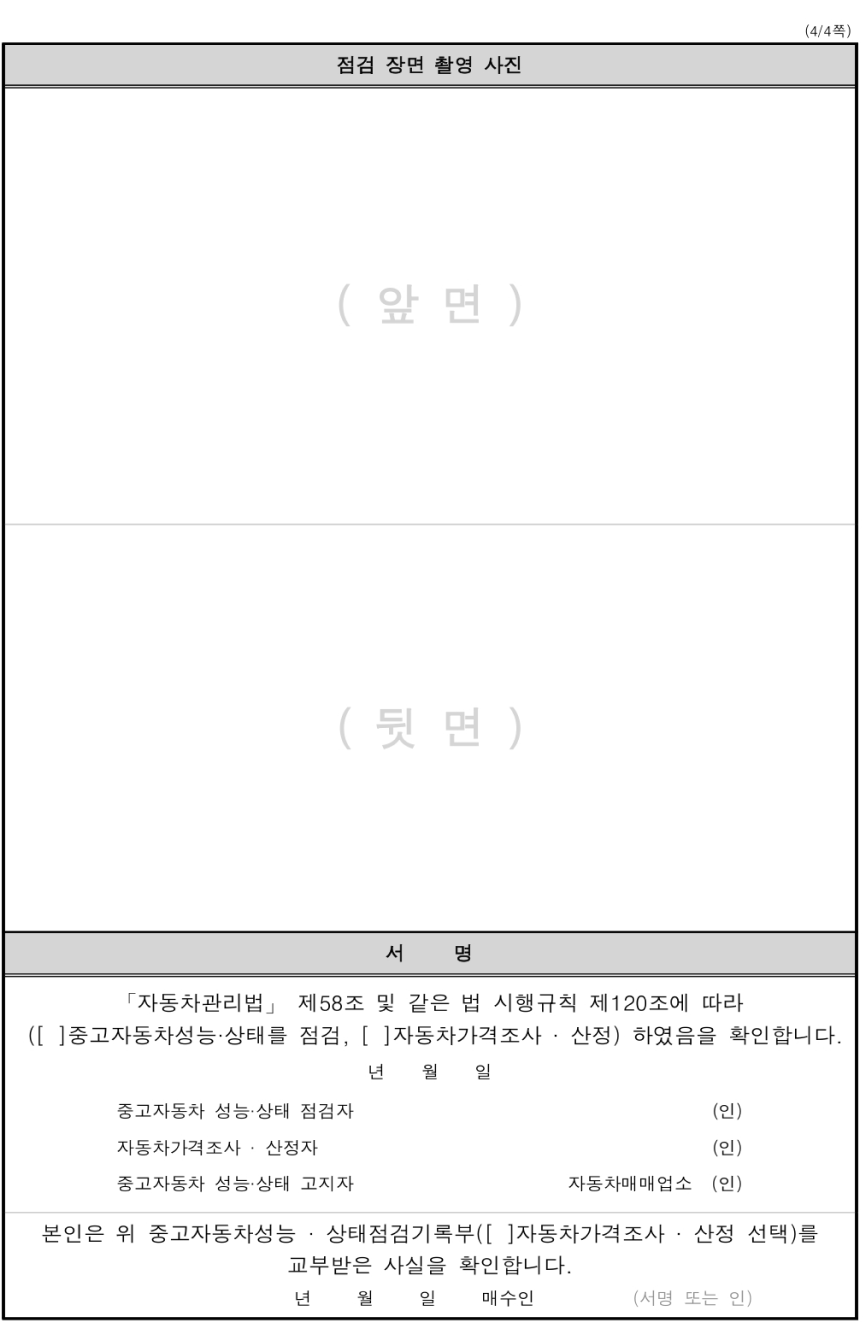 (4/4쪽)
점검 장면 촬영 사진
( 앞 면 )
( 뒷 면 )
서 명
「자동차관리법」 제58조 및 같은 법 시행규칙 제120조에 따라
([ ]중고자동차성능·상태를 점검, [ ]자동차가격조사 · 산정) 하였음을 확인합니다.
년 월 일
중고자동차 성능·상태 점검자 (인)
자동차가격조사 · 산정자 (인)
중고자동차 성능·상태 고지자 자동차매매업소 (인)
본인은 위 중고자동차성능 · 상태점검기록부([ ]자동차가격조사 · 산정 선택)를
교부받은 사실을 확인합니다.
년 월 일 매수인 (서명 또는 인)